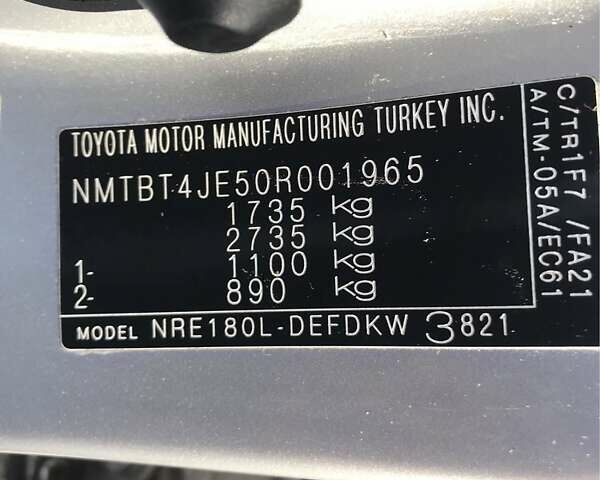 TOYOTA MOTOR MANUFACTURING TURKEY INC.
NMTBT4JE50R001965
1735 Kg
2735 Kg
1- 1100 Kg
2- 890 Kg
MODEL NRE180L-DEFDKW 3821
C/TR1F7 /FA21
A/TM-05A/EC61